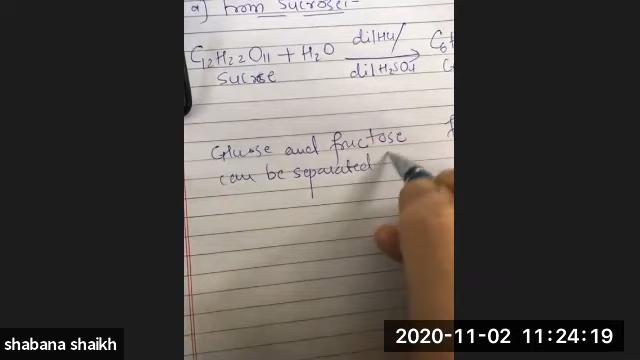 a) from sucrose:-
C12H22O11 + H2O
dil HCl/
dil H2SO4
C6H
Sucrose
Glucose and fructose
can be separated
shabana shaikh
2020-11-02 11:24:19